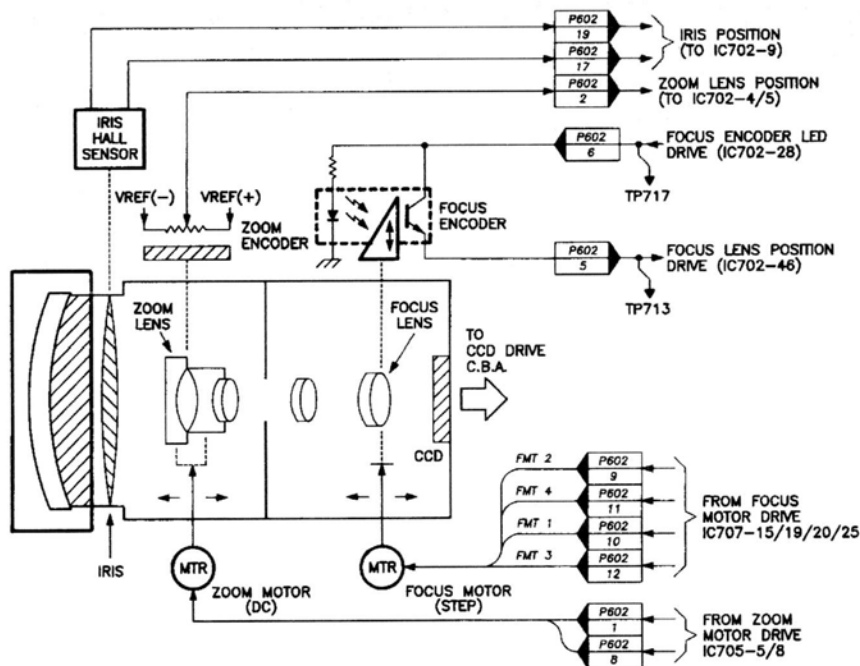 P602
19
P602
17
IRIS POSITION
(TO IC702-9)
P602
2
ZOOM LENS POSITION
(TO IC702-4/5)
IRIS
HALL
SENSOR
P602
6
FOCUS ENCODER LED
DRIVE (IC702-28)
TP717
VREF(-)
VREF(+)
ZOOM
ENCODER
FOCUS
ENCODER
P602
5
FOCUS LENS POSITION
DRIVE (IC702-46)
TP713
ZOOM
LENS
FOCUS
LENS
TO
CCD DRIVE
C.B.A.
CCD
FMT 2
P602
9
FMT 4
P602
11
FMT 1
P602
10
FMT 3
P602
12
FROM FOCUS
MOTOR DRIVE
IC707-15/19/20/25
IRIS
MTR
ZOOM MOTOR
(DC)
MTR
FOCUS MOTOR
(STEP)
P602
1
P602
8
FROM ZOOM
MOTOR DRIVE
IC705-5/8